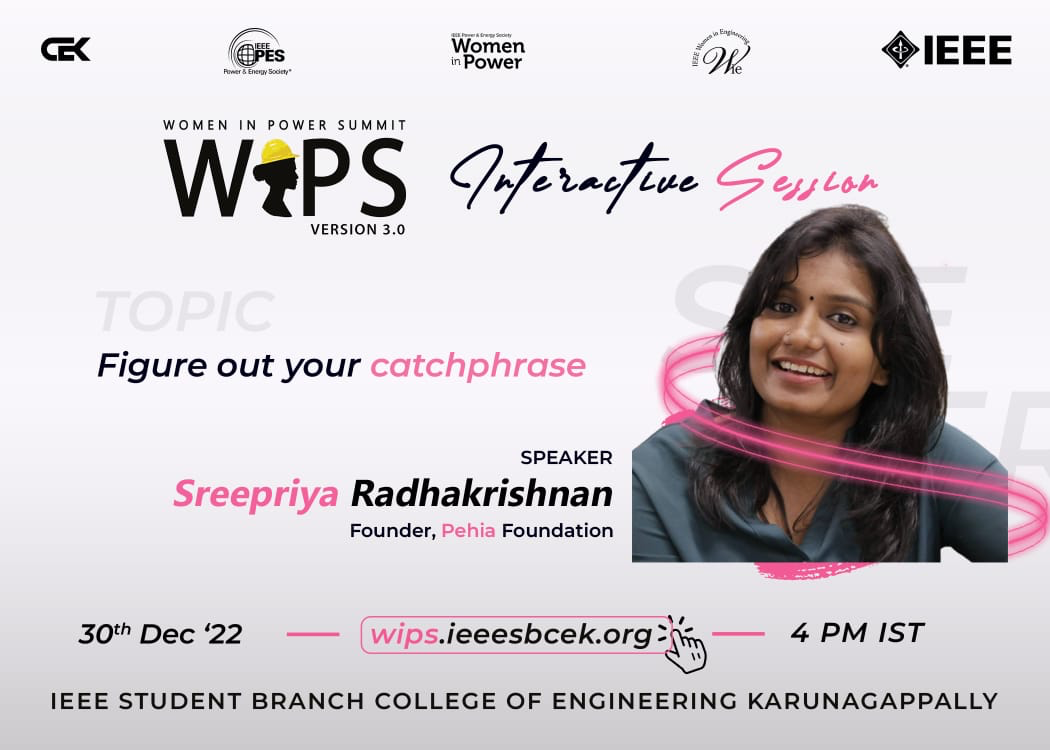 CEK
IEEE
PES
Power & Energy Society®
IEEE Power & Energy Society
Women
in Power
IEEE Women in Engineering
Wie
IEEE
WOMEN IN POWER SUMMIT
WiPS
VERSION 3.0
Interactive Session
TOPIC
Figure out your catchphrase
SPEAKER
Sreepriya Radhakrishnan
Founder, Pehia Foundation
30th Dec ‘22
wips.ieeesbcek.org
4 PM IST
IEEE STUDENT BRANCH COLLEGE OF ENGINEERING KARUNAGAPPALLY